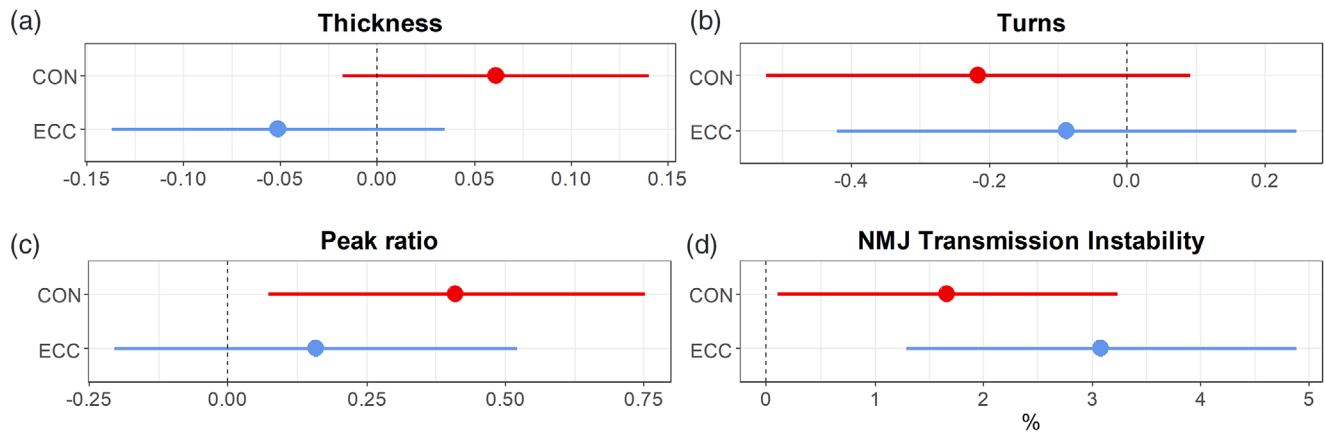 (a) Thickness
CON
ECC
-0.15 -0.10 -0.05 0.00 0.05 0.10 0.15
(b) Turns
CON
ECC
-0.4 -0.2 0.0 0.2
(c) Peak ratio
CON
ECC
-0.25 0.00 0.25 0.50 0.75
(d) NMJ Transmission Instability
CON
ECC
0 1 2 3 4 5
%